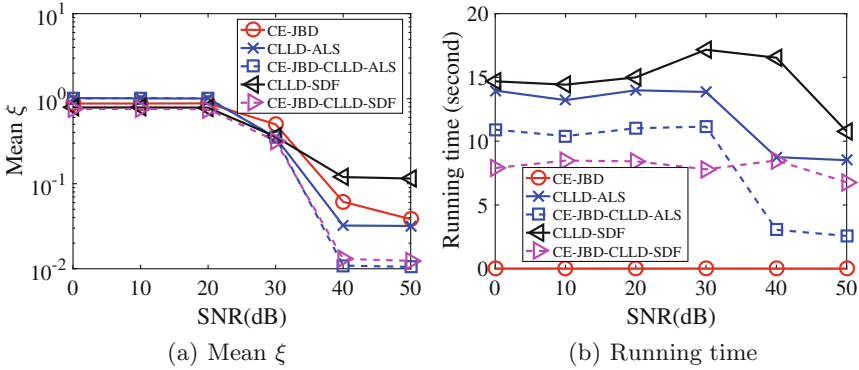 CE-JBD
CLLD-ALS
CE-JBD-CLLD-ALS
CLLD-SDF
CE-JBD-CLLD-SDF
10^0
10^-1
10^-2
Mean ξ
0 10 20 30 40 50
SNR(dB)
(a) Mean ξ
20
15
10
5
0
Running time (second)
CE-JBD
CLLD-ALS
CE-JBD-CLLD-ALS
CLLD-SDF
CE-JBD-CLLD-SDF
0 10 20 30 40 50
SNR(dB)
(b) Running time